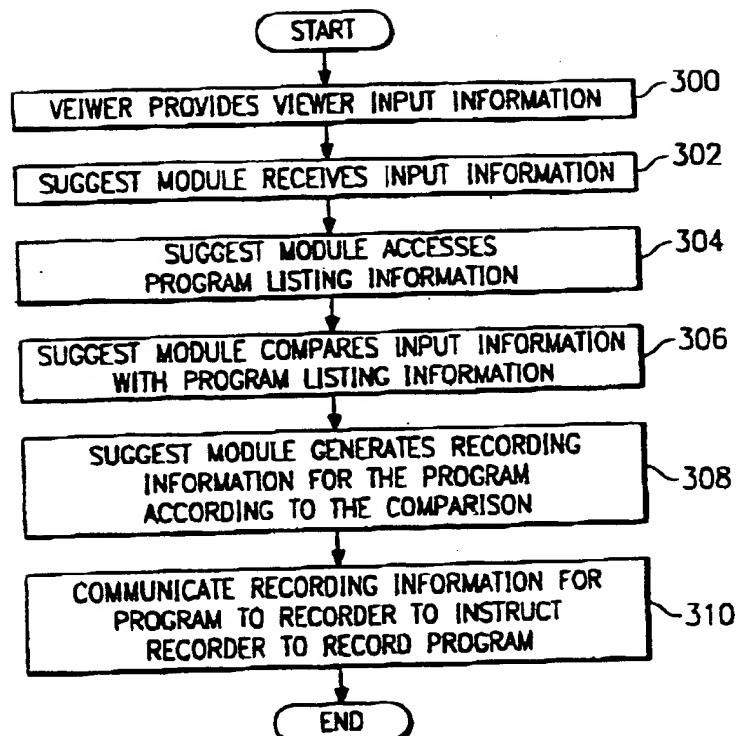 START
VEIWER PROVIDES VIEWER INPUT INFORMATION
300
SUGGEST MODULE RECEIVES INPUT INFORMATION
302
SUGGEST MODULE ACCESSES
PROGRAM LISTING INFORMATION
304
SUGGEST MODULE COMPARES INPUT INFORMATION
WITH PROGRAM LISTING INFORMATION
306
SUGGEST MODULE GENERATES RECORDING
INFORMATION FOR THE PROGRAM
ACCORDING TO THE COMPARISON
308
COMMUNICATE RECORDING INFORMATION FOR
PROGRAM TO RECORDER TO INSTRUCT
RECORDER TO RECORD PROGRAM
310
END